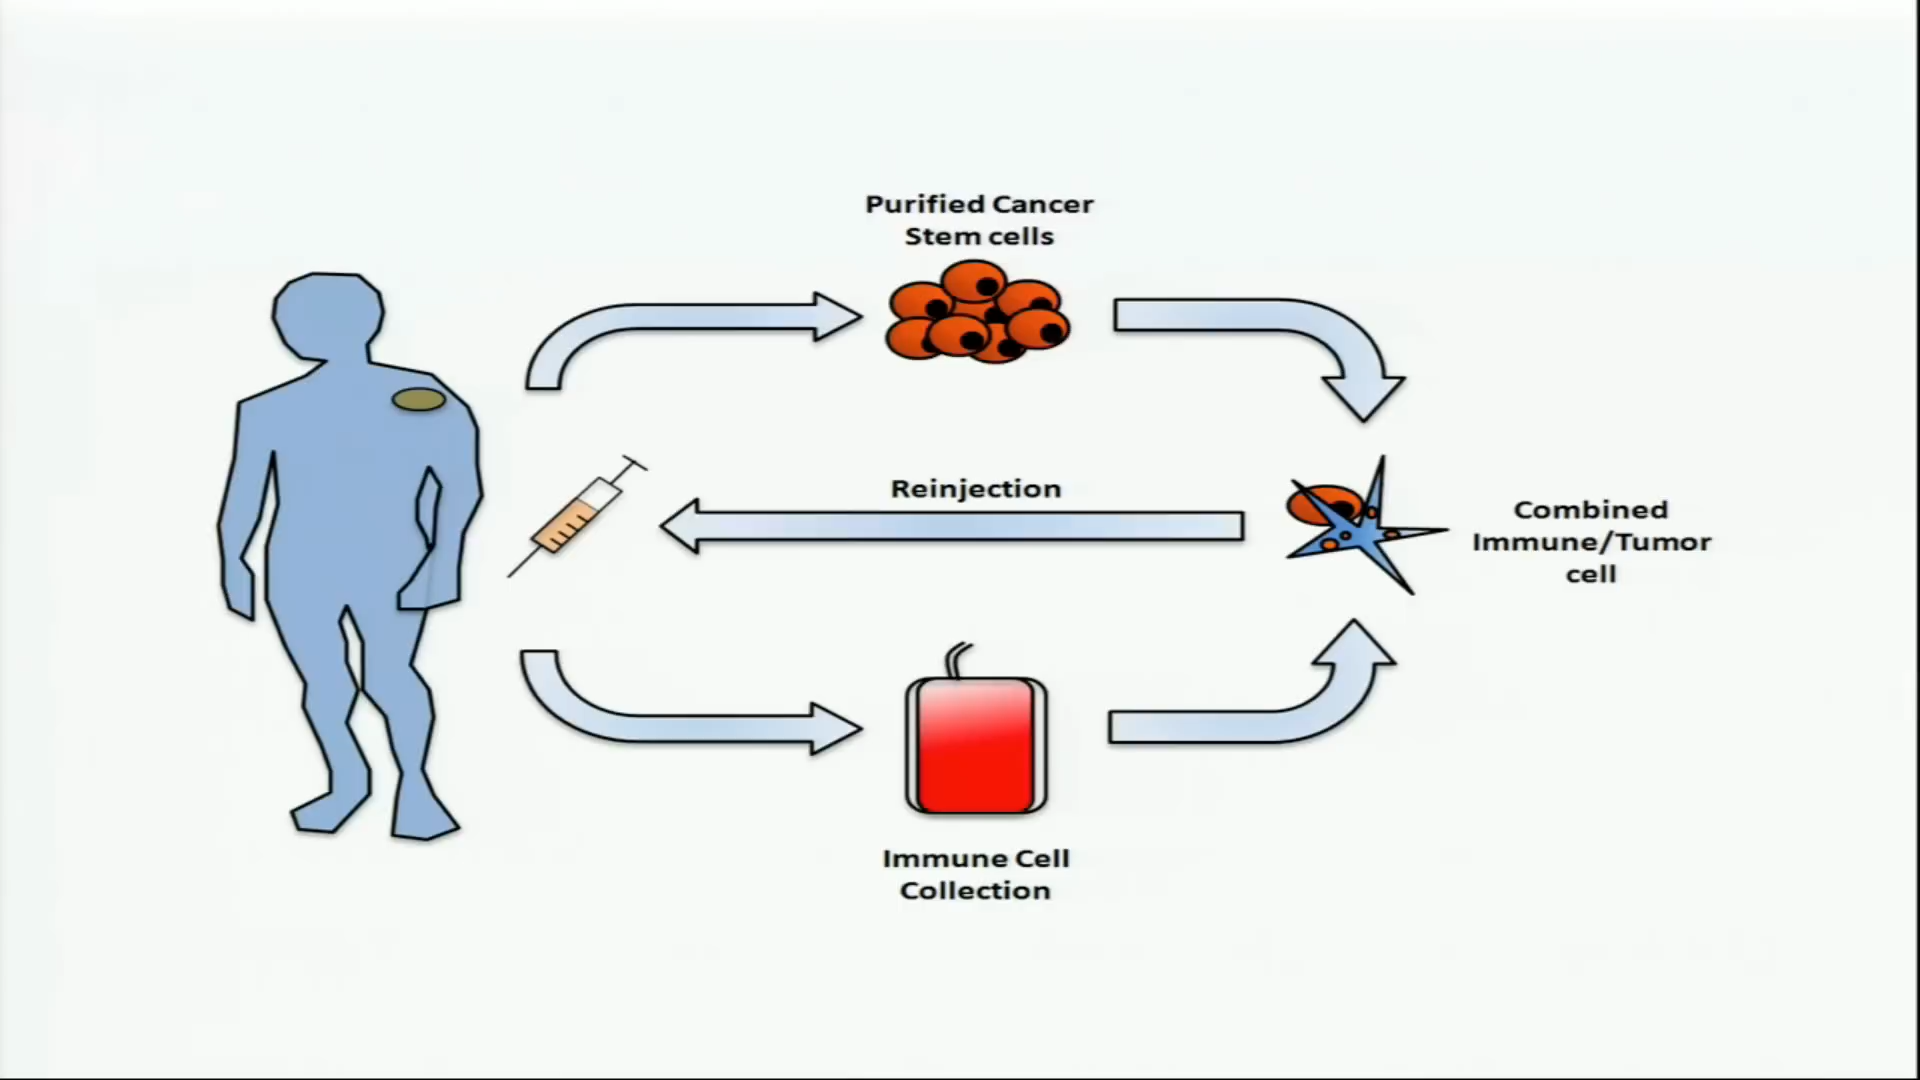 Purified Cancer
Stem cells
Reinjection
Combined
Immune/Tumor
cell
Immune Cell
Collection